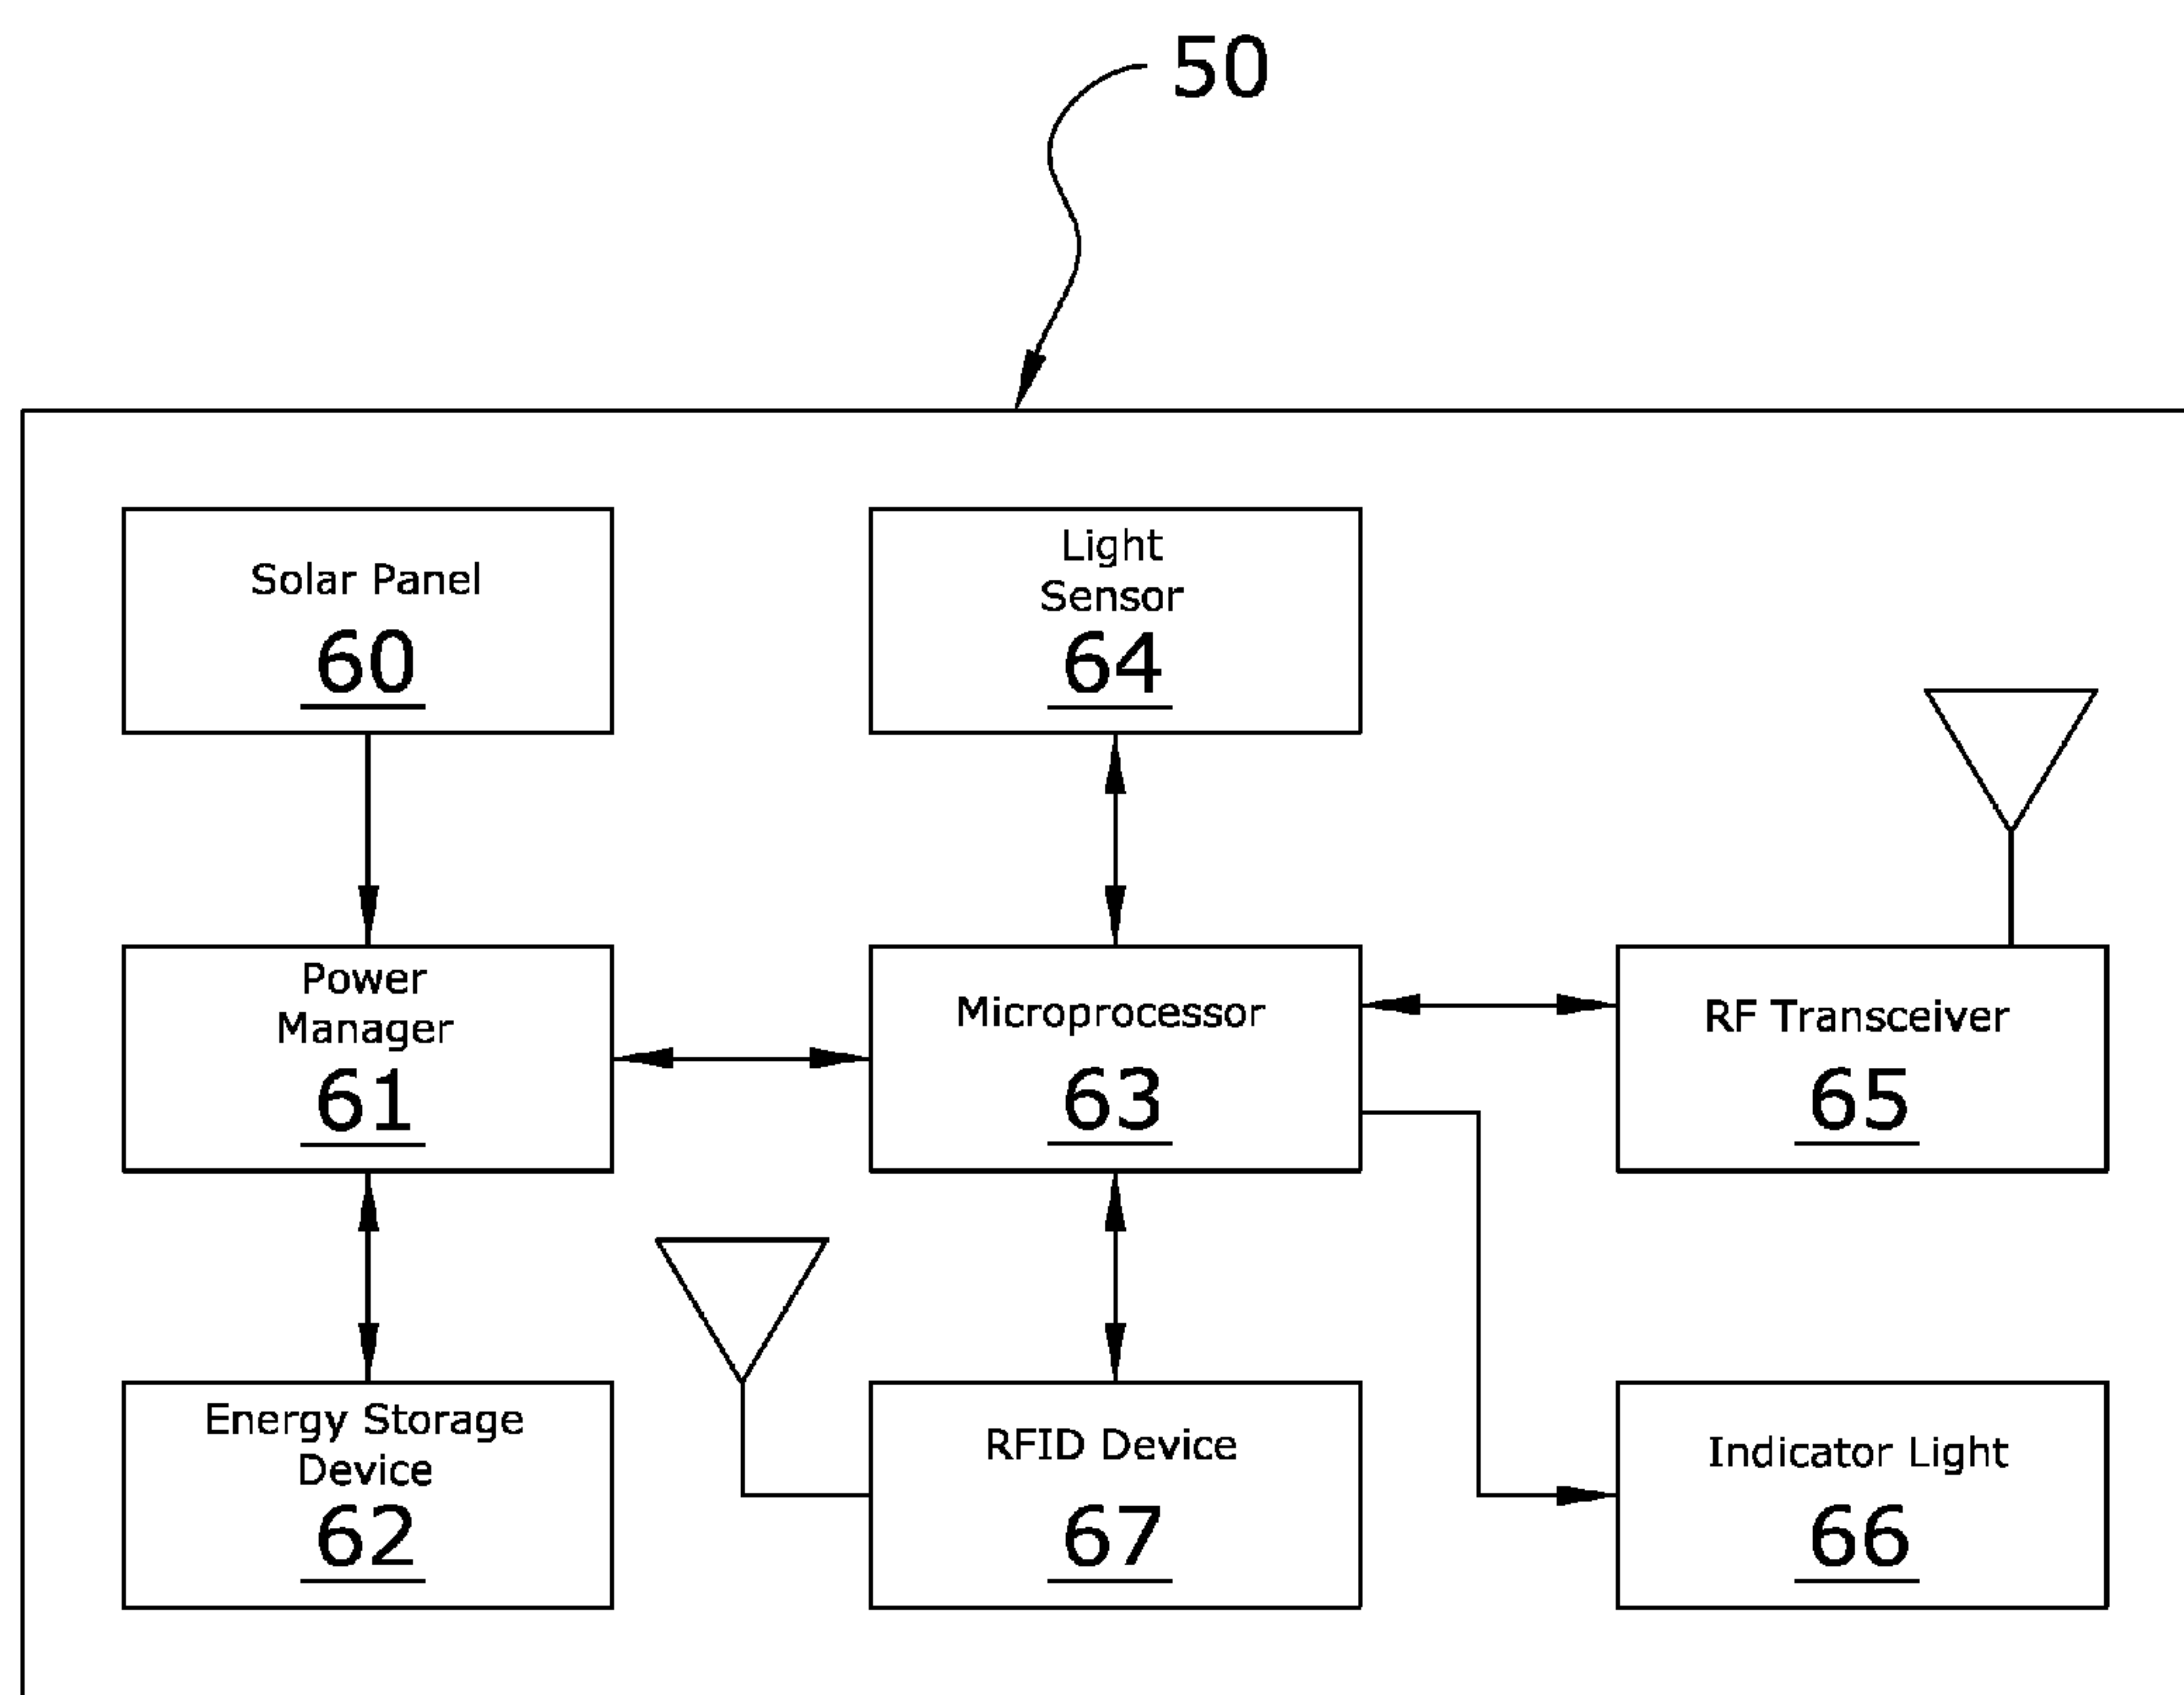 50
Solar Panel
60
Light
Sensor
64
Power
Manager
61
Microprocessor
63
RF Transceiver
65
Energy Storage
Device
62
RFID Device
67
Indicator Light
66